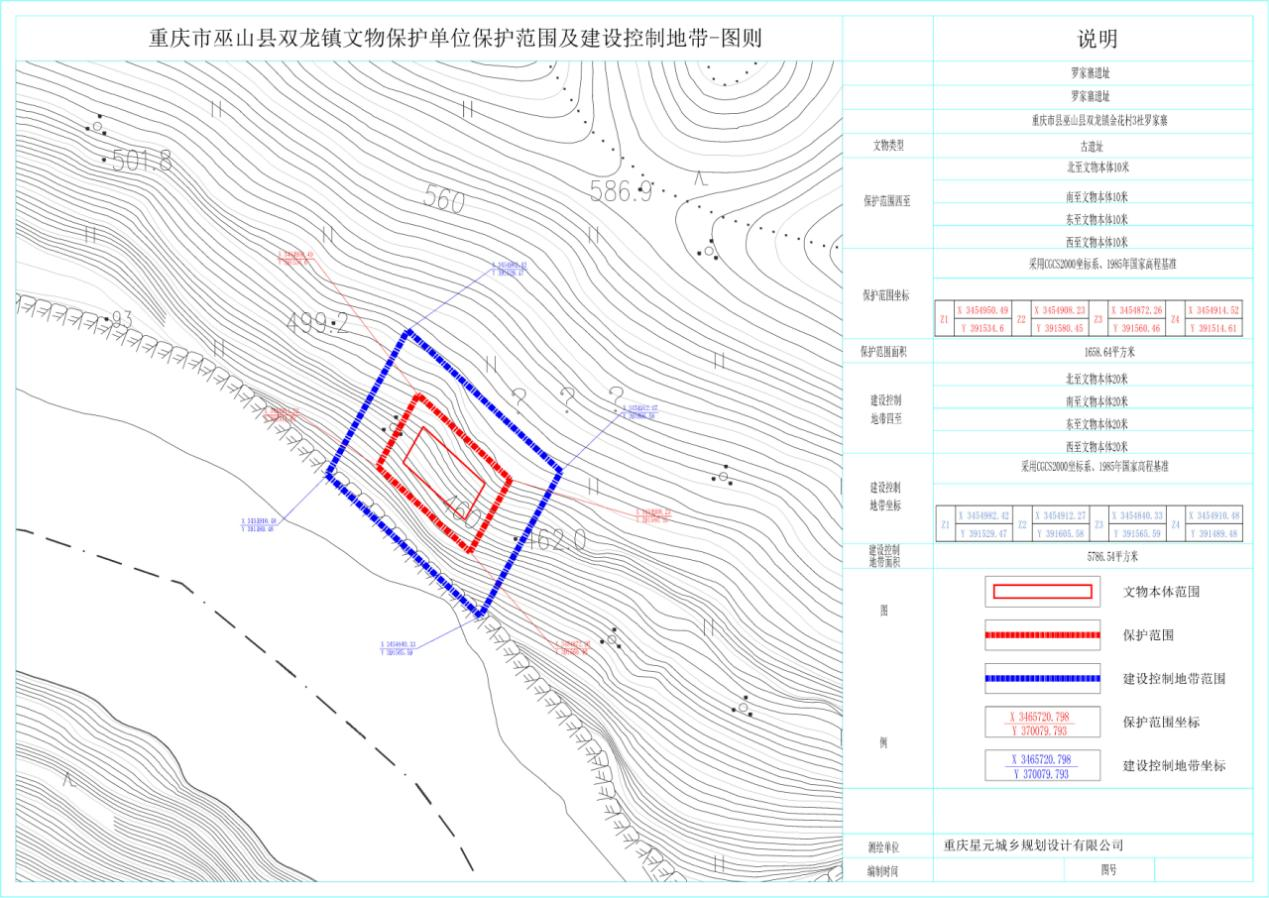 重庆市巫山县双龙镇文物保护单位保护范围及建设控制地带-图则
501.8
560
586.9
93
499.2
462.0
? ? ?
说明
罗家寨遗址
罗家寨遗址
重庆市县巫山县双龙镇金花村3社罗家寨
文物类型
古遗址
保护范围四至
北至文物本体10米
南至文物本体10米
东至文物本体10米
西至文物本体10米
采用CGCS2000坐标系、1985年国家高程基准
保护范围坐标
Z1 X 3454950.49 Z2 X 3454908.23 Z3 X 3454872.26 Z4 X 3454914.52
Y 391534.6 Y 391580.45 Y 391560.46 Y 391514.61
保护范围面积
1658.64平方米
建设控制
地带四至
北至文物本体20米
南至文物本体20米
东至文物本体20米
西至文物本体20米
采用CGCS2000坐标系、1985年国家高程基准
建设控制
地带坐标
Z1 X 3454982.42 Z2 X 3454912.27 Z3 X 3454840.33 Z4 X 3454910.48
Y 391529.47 Y 391605.58 Y 391565.59 Y 391489.48
建设控制
地带面积
5786.54平方米
图
例
文物本体范围
保护范围
建设控制地带范围
X 3465720.798
Y 370079.793
保护范围坐标
X 3465720.798
Y 370079.793
建设控制地带坐标
测绘单位
重庆星元城乡规划设计有限公司
编制时间
图号